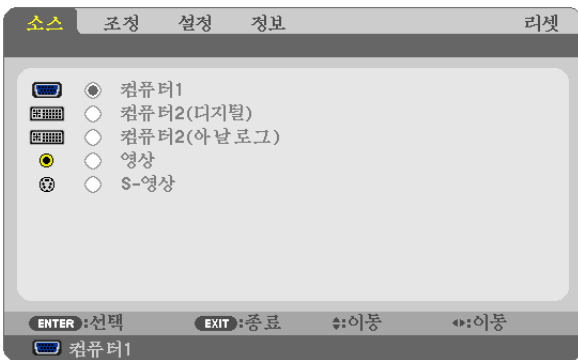 소스 조정 설정 정보 리셋
컴퓨터1
컴퓨터2(디지털)
컴퓨터2(아날로그)
영상
S-영상
ENTER:선택 EXIT:종료 :이동 :이동
컴퓨터1